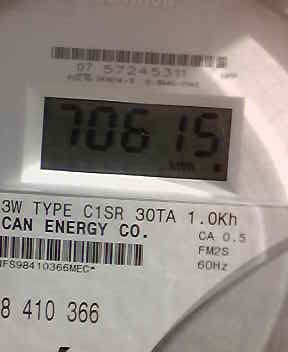 07 57245311
70615
kWh
3W TYPE C1SR 30TA 1.0Kh
CAN ENERGY CO.
CA 0.5
FM2S
60Hz
IFS98410366MEC*
8 410 366